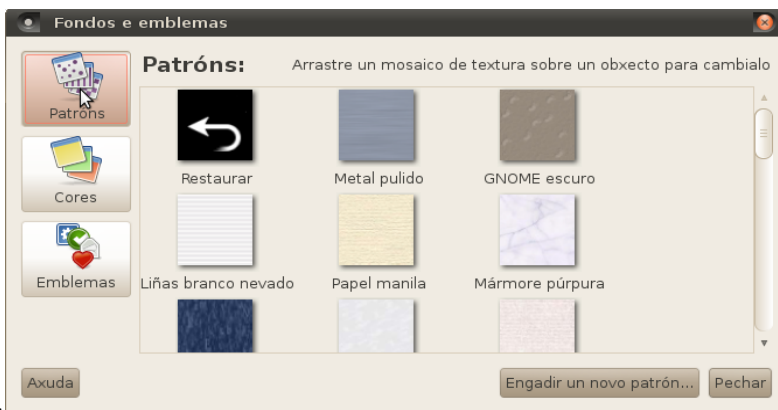 Fondos e emblemas
Patróns:
Arrastre un mosaico de textura sobre un obxecto para cambialo
Patróns
Cores
Emblemas
Restaurar
Metal pulido
GNOME escuro
Liñas branco nevado
Papel manila
Mármore púrpura
Axuda
Engadir un novo patrón...
Pechar